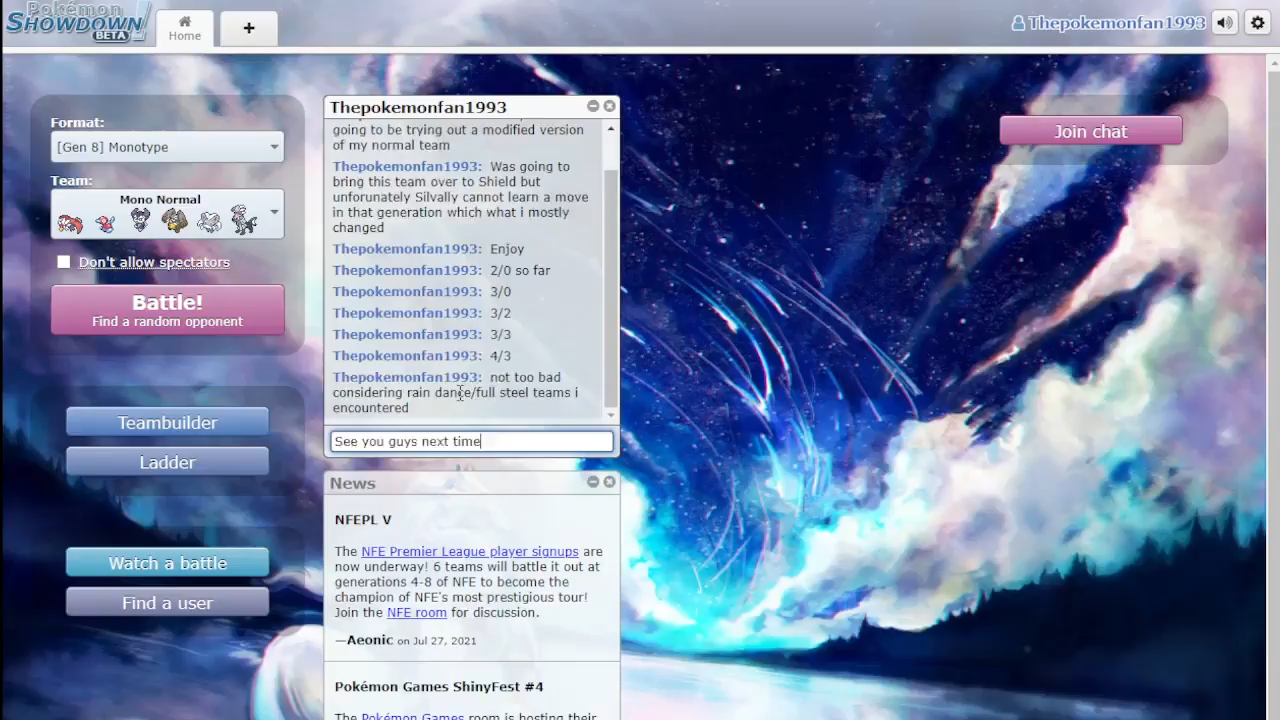 Pokémon
SHOWDOWN
BETA
Home
+
Thepokemonfan1993
Format:
[Gen 8] Monotype
Team:
Mono Normal
Don't allow spectators
Battle!
Find a random opponent
Teambuilder
Ladder
Watch a battle
Find a user
Thepokemonfan1993
going to be trying out a modified version
of my normal team
Thepokemonfan1993: Was going to
bring this team over to Shield but
unforunately Silvally cannot learn a move
in that generation which what i mostly
changed
Thepokemonfan1993: Enjoy
Thepokemonfan1993: 2/0 so far
Thepokemonfan1993: 3/0
Thepokemonfan1993: 3/2
Thepokemonfan1993: 3/3
Thepokemonfan1993: 4/3
Thepokemonfan1993: not too bad
considering rain dance/full steel teams i
encountered
See you guys next time
News
NFEPL V
The NFE Premier League player signups are
now underway! 6 teams will battle it out at
generations 4-8 of NFE to become the
champion of NFE's most prestigious tour!
Join the NFE room for discussion.
—Aeonic on Jul 27, 2021
Pokémon Games ShinyFest #4
The Pokémon Games room is hosting their
Join chat